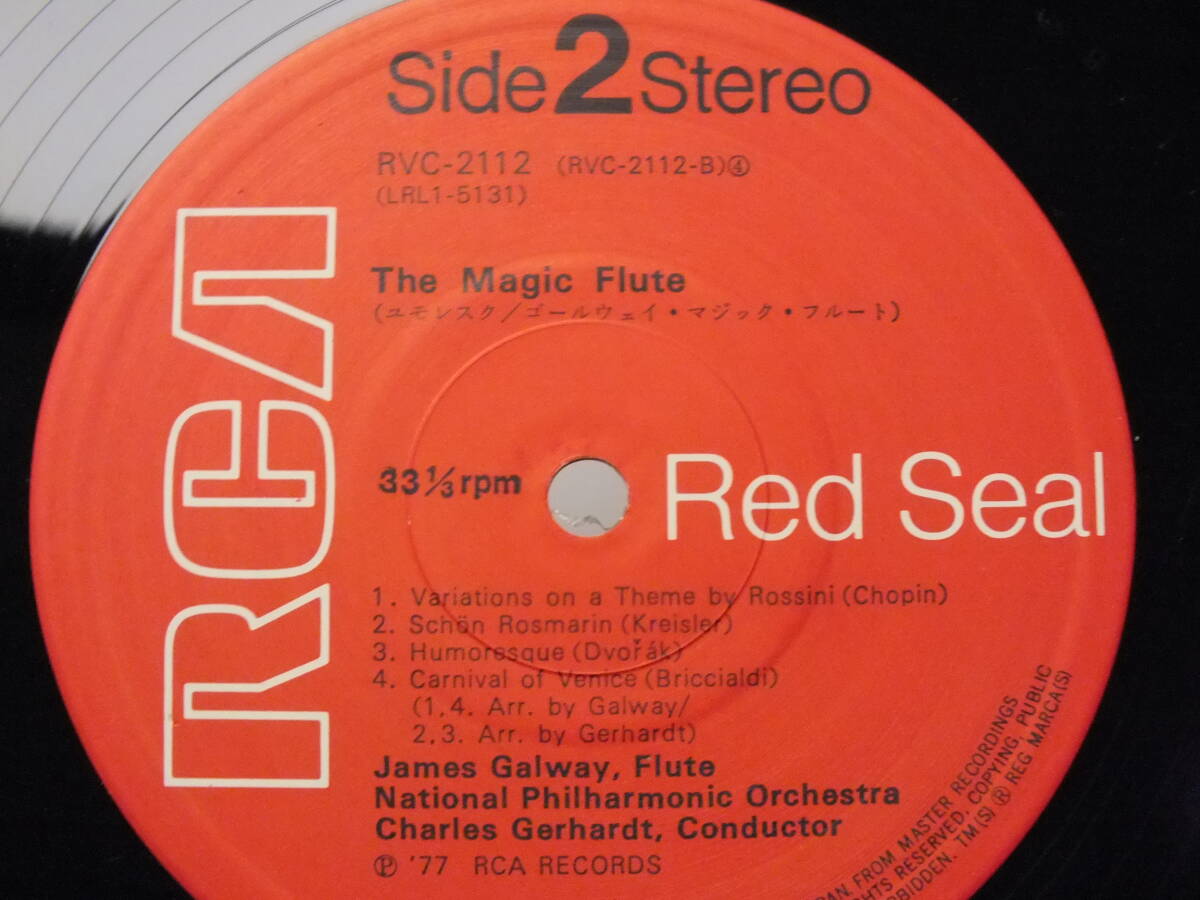 Side 2 Stereo
RVC-2112 (RVC-2112-B)④
(LRL1-5131)
The Magic Flute
(ユモレスク/ゴールウェイ・マジック・フルート)
RCA
33 1/3 rpm
Red Seal
1. Variations on a Theme by Rossini (Chopin)
2. Schön Rosmarin (Kreisler)
3. Humoresque (Dvořák)
4. Carnival of Venice (Briccialdi)
(1,4. Arr. by Galway/
2,3. Arr. by Gerhardt)
James Galway, Flute
National Philharmonic Orchestra
Charles Gerhardt, Conductor
℗ '77 RCA RECORDS
FROM MASTER RECORDINGS
RESERVED, COPYING, PUBLIC
TM(S) ® REG MARCA(S)